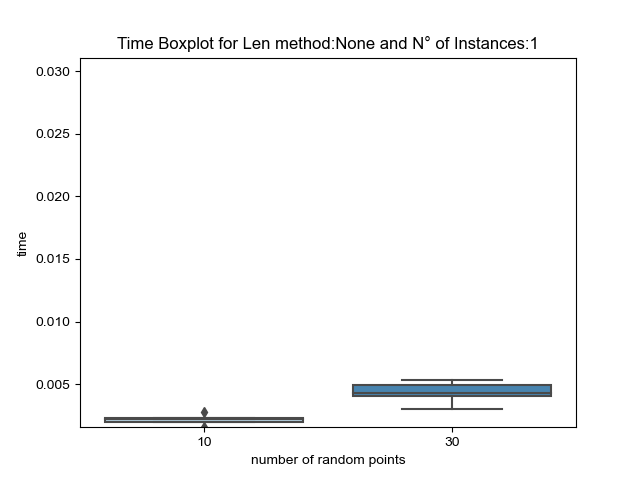 Time Boxplot for Len method:None and N° of Instances:1
0.030
0.025
0.020
0.015
0.010
0.005
time
10
30
number of random points